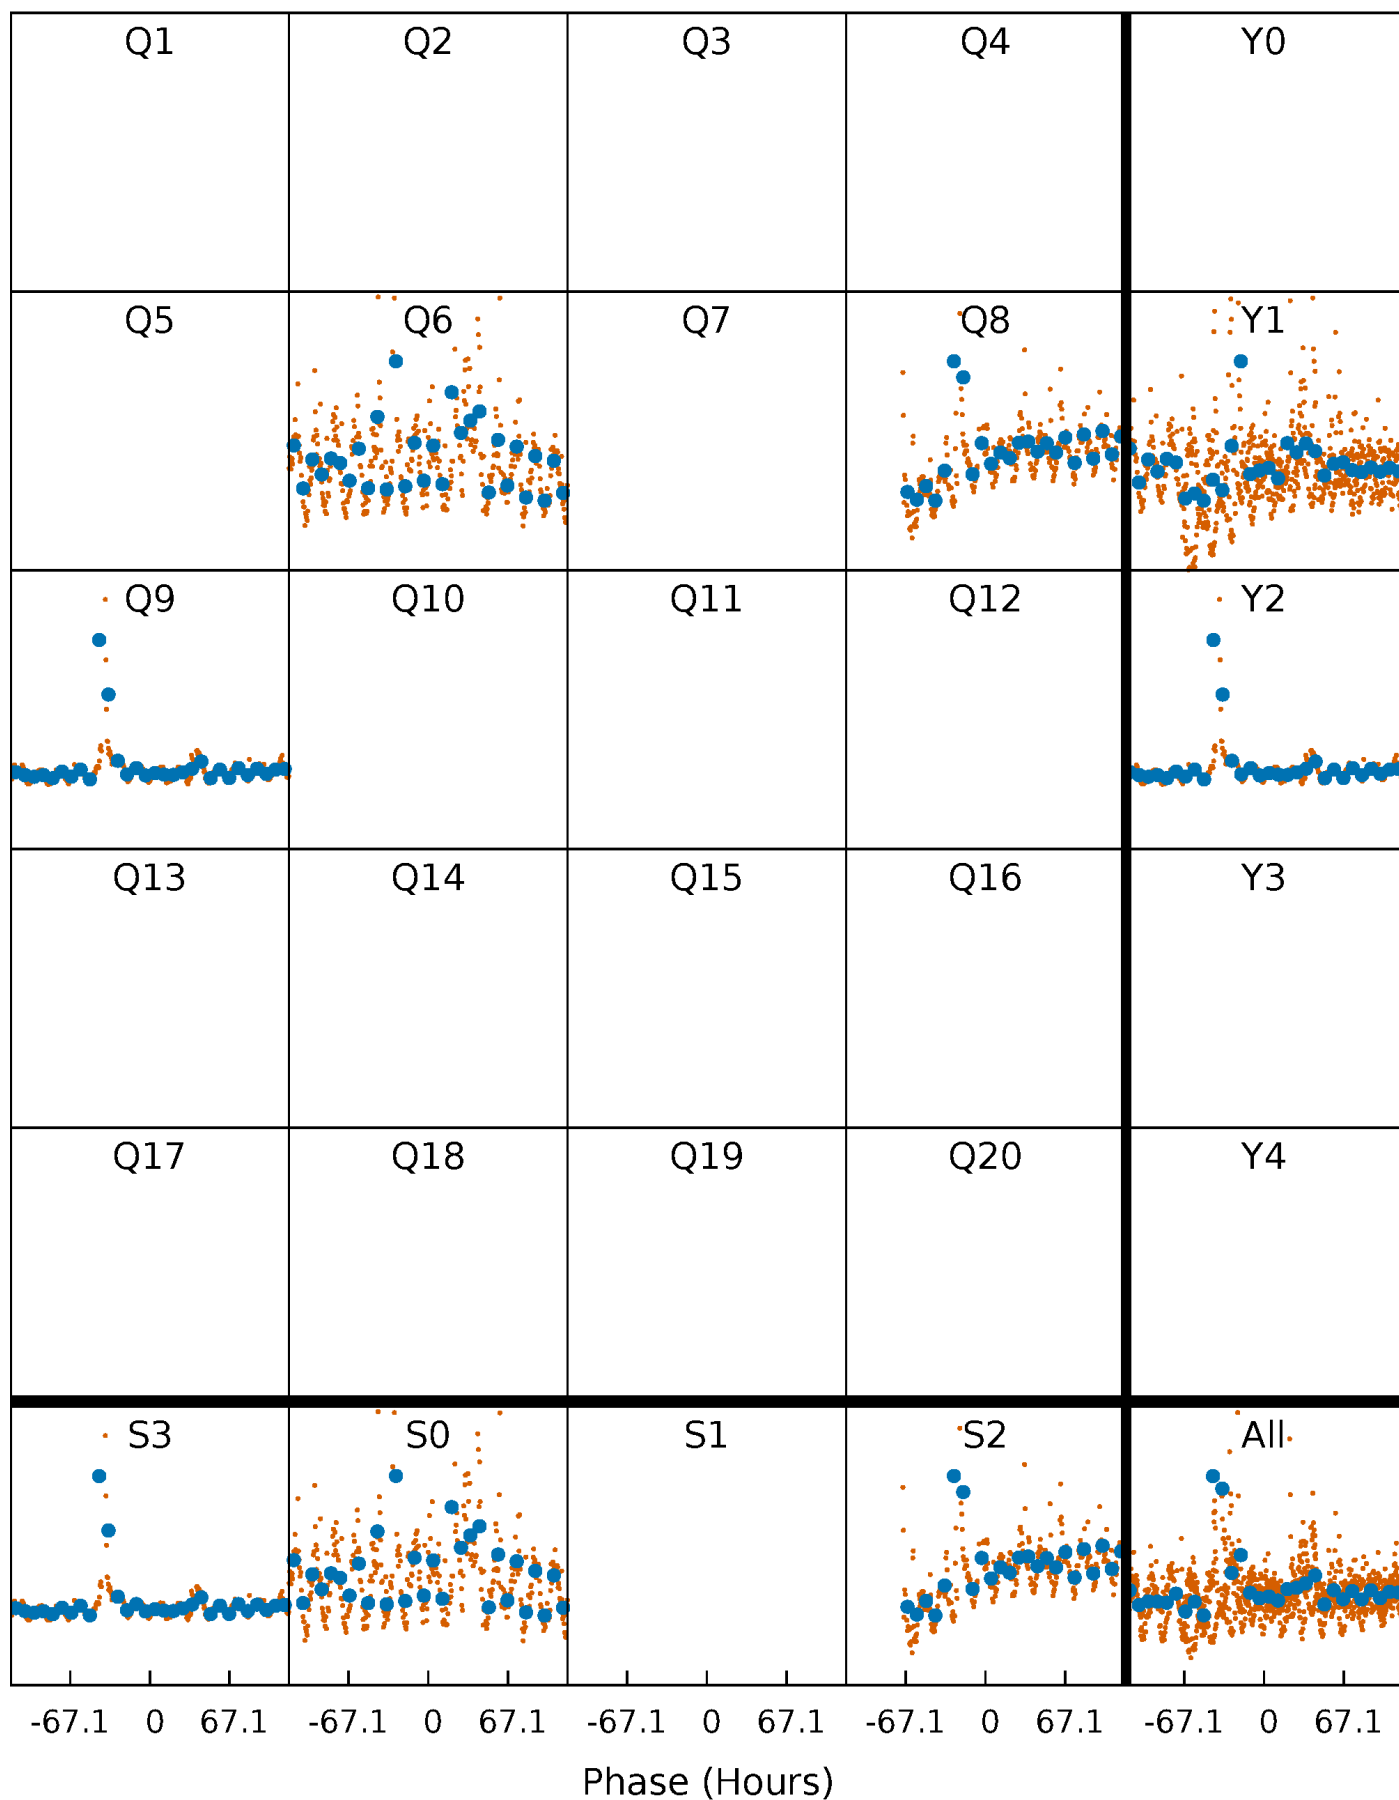 Q1 Q2 Q3 Q4 Y0
Q5 Q6 Q7 Q8 Y1
Q9 Q10 Q11 Q12 Y2
Q13 Q14 Q15 Q16 Y3
Q17 Q18 Q19 Q20 Y4
S3 S0 S1 S2 All
-67.1 0 67.1 -67.1 0 67.1 -67.1 0 67.1 -67.1 0 67.1 -67.1 0 67.1
Phase (Hours)